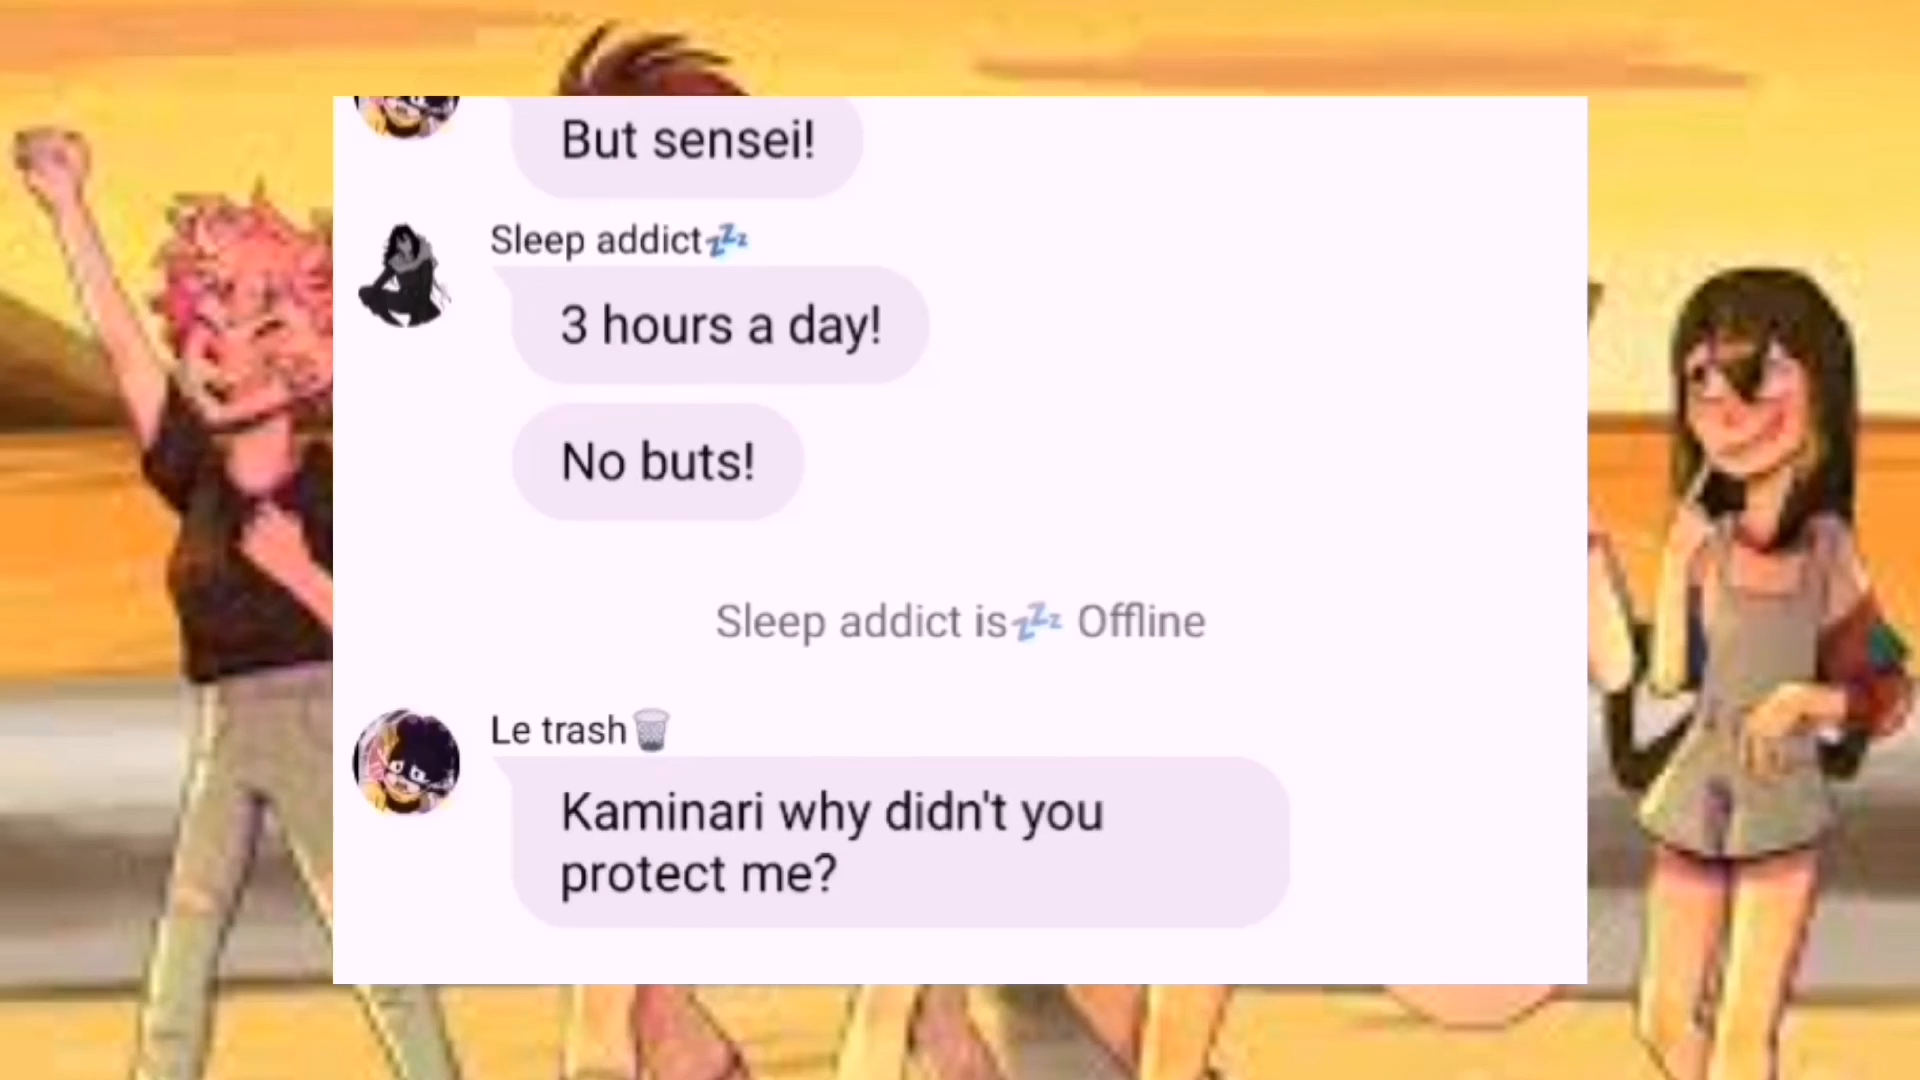 But sensei!
Sleep addict💤
3 hours a day!
No buts!
Sleep addict is💤 Offline
Le trash🗑️
Kaminari why didn't you
protect me?